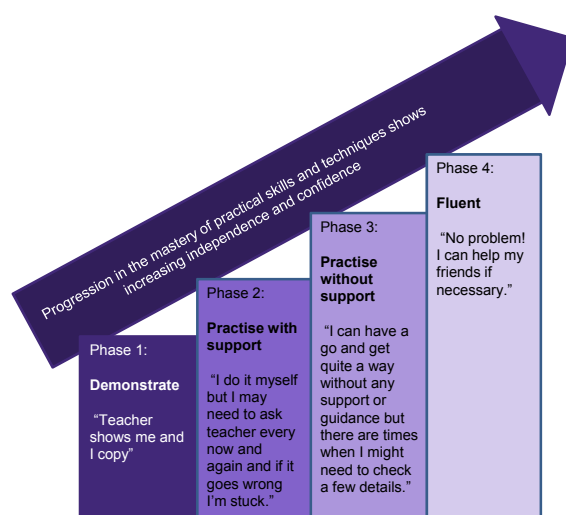 Progression in the mastery of practical skills and techniques shows
increasing independence and confidence
Phase 1:
Demonstrate
“Teacher
shows me and
I copy”
Phase 2:
Practise with
support
“I do it myself
but I may
need to ask
teacher every
now and
again and if it
goes wrong
I’m stuck.”
Phase 3:
Practise
without
support
“I can have a
go and get
quite a way
without any
support or
guidance but
there are times
when I might
need to check
a few details.”
Phase 4:
Fluent
“No problem!
I can help my
friends if
necessary.”